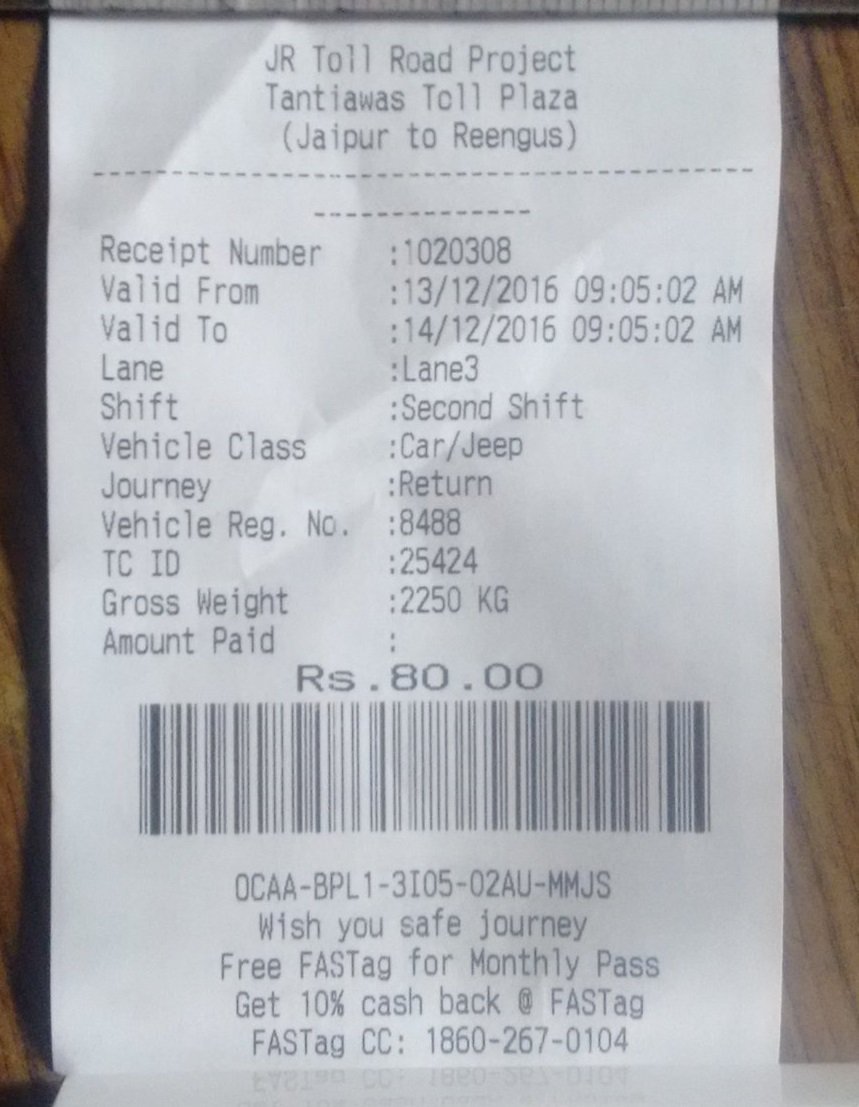 JR Toll Road Project
Tantiawas Toll Plaza
(Jaipur to Reengus)
------------------------------------------
--------------
Receipt Number :1020308
Valid From :13/12/2016 09:05:02 AM
Valid To :14/12/2016 09:05:02 AM
Lane :Lane3
Shift :Second Shift
Vehicle Class :Car/Jeep
Journey :Return
Vehicle Reg. No. :8488
TC ID :25424
Gross Weight :2250 KG
Amount Paid :
Rs.80.00
OCAA-BPL1-3I05-02AU-MMJS
Wish you safe journey
Free FASTag for Monthly Pass
Get 10% cash back @ FASTag
FASTag CC: 1860-267-0104